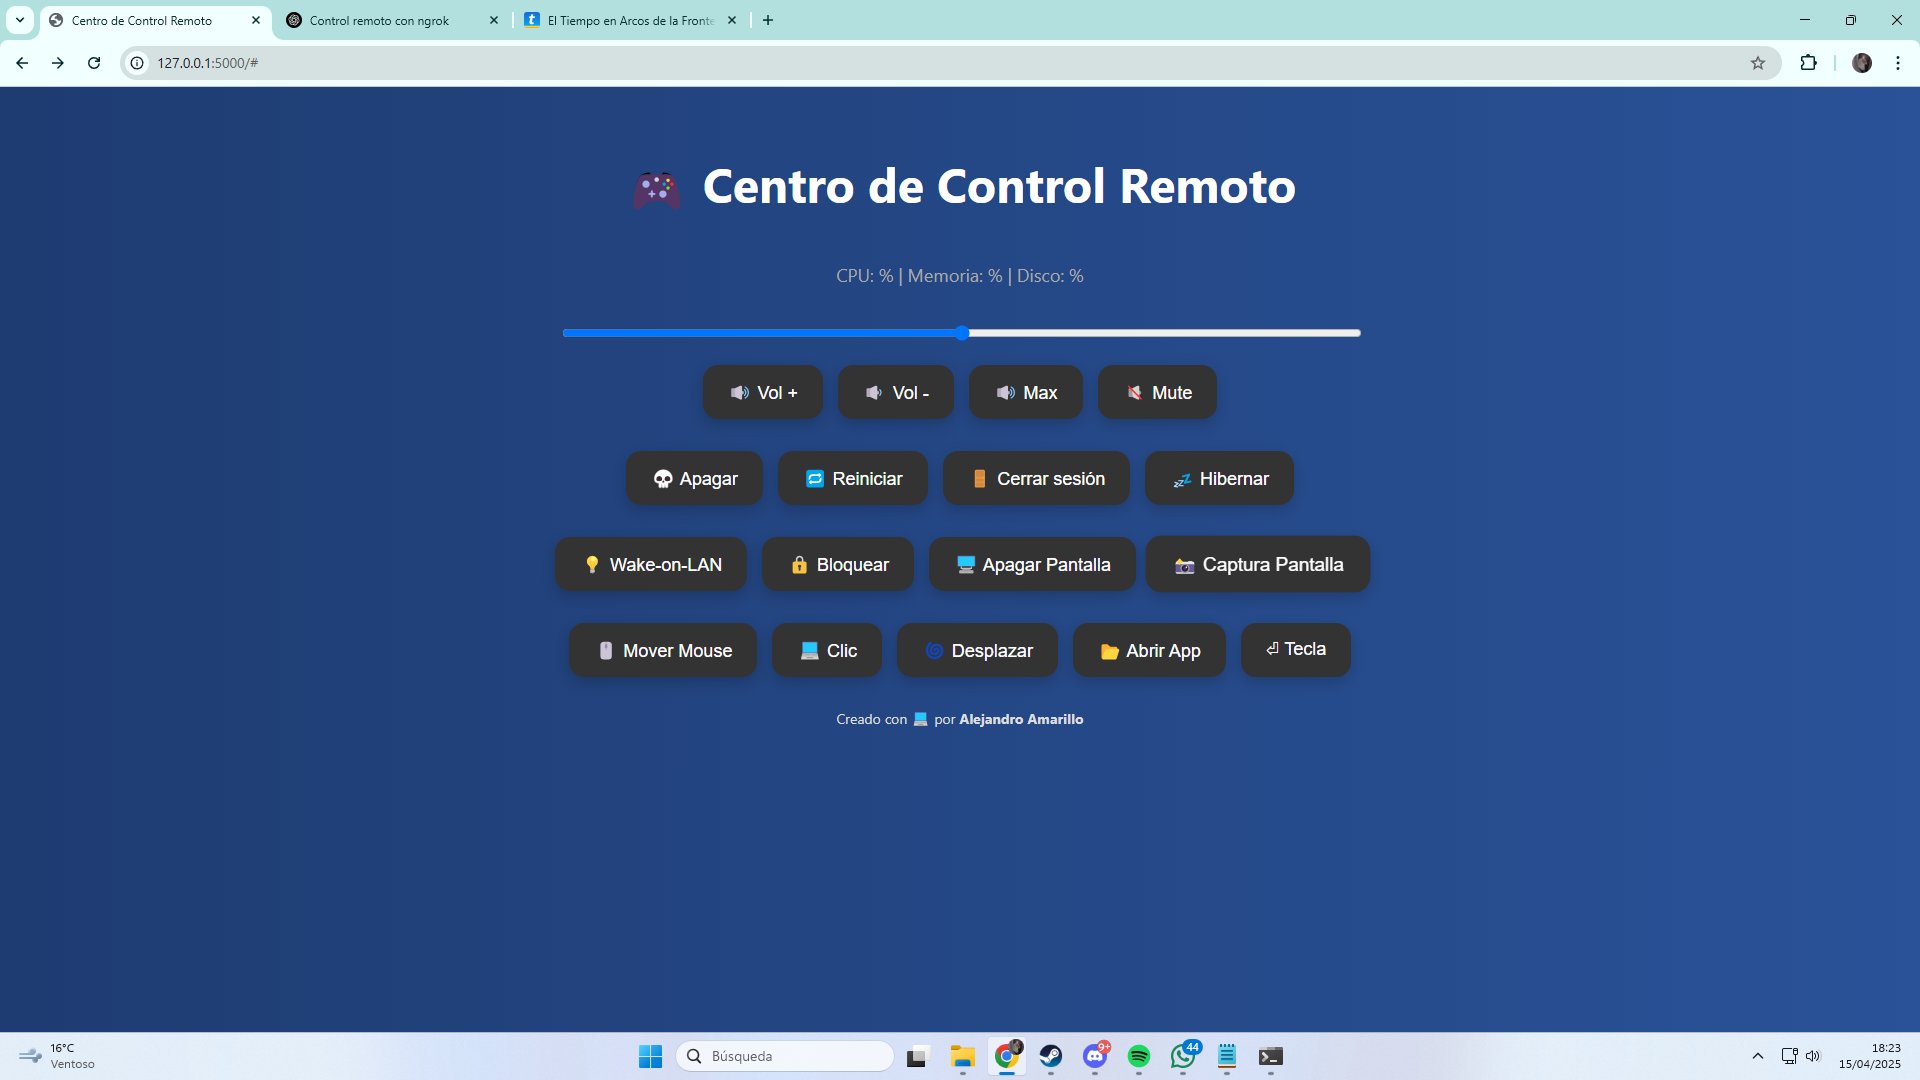 Centro de Control Remoto
Control remoto con ngrok
El Tiempo en Arcos de la Fronte
127.0.0.1:5000/#
Centro de Control Remoto
CPU: % | Memoria: % | Disco: %
Vol + Vol - Max Mute
Apagar Reiniciar Cerrar sesión Hibernar
Wake-on-LAN Bloquear Apagar Pantalla Captura Pantalla
Mover Mouse Clic Desplazar Abrir App Tecla
Creado con 💻 por Alejandro Amarillo
16°C
Ventoso
Búsqueda
9+
44
18:23
15/04/2025